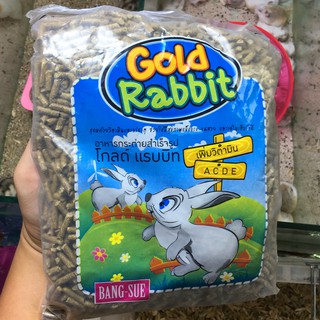 Gold
Rabbit
อาหารกระต่ายสำเร็จรูป
โกลด์ แรบบิท
เพิ่มวิตามิน
A C D E
BANG-SUE